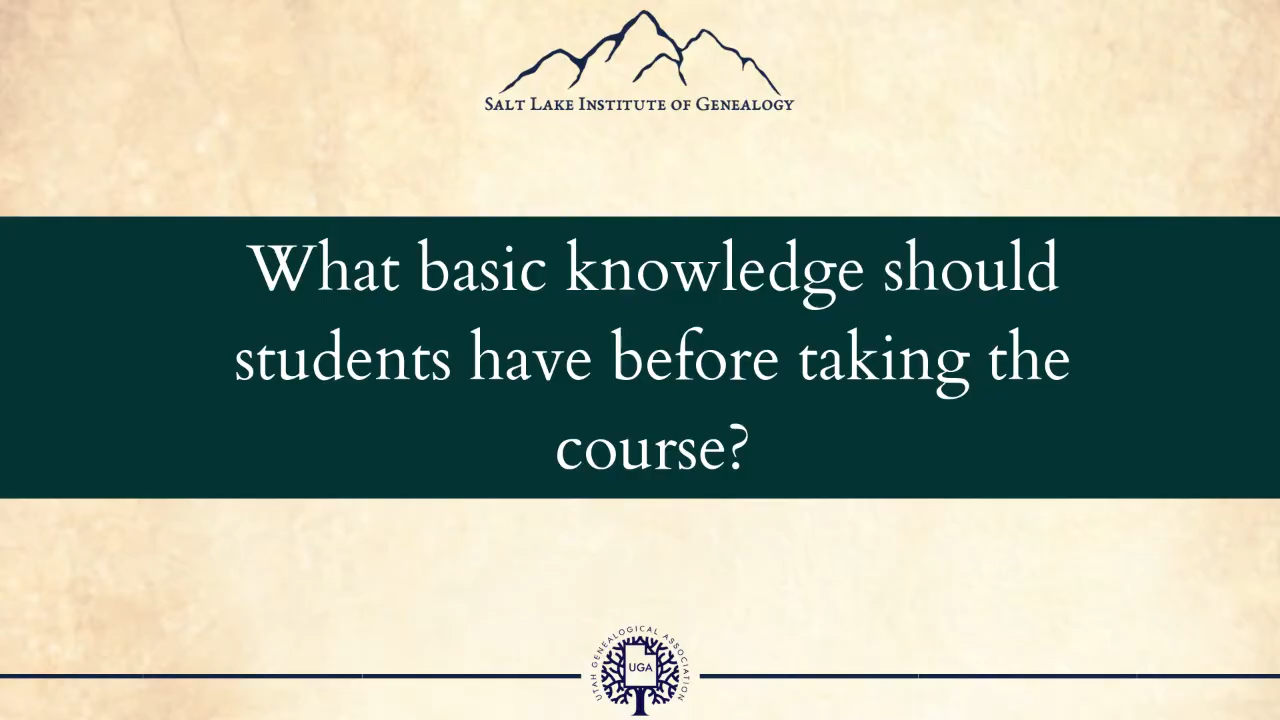 Salt Lake Institute of Genealogy
What basic knowledge should
students have before taking the
course?
UTAH GENEALOGICAL ASSOCIATION
UGA